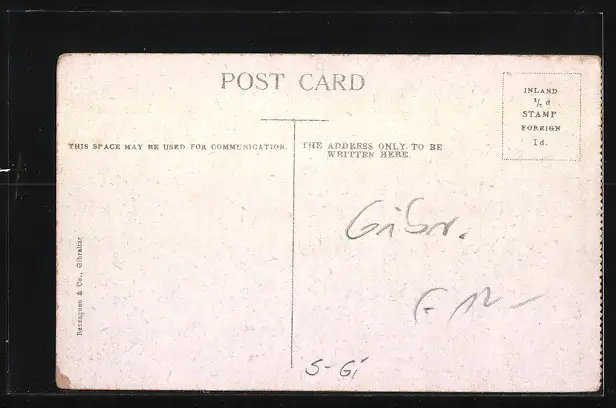 POST CARD
INLAND
½ d
STAMP
FOREIGN
1d.
THIS SPACE MAY BE USED FOR COMMUNICATION.
THE ADDRESS ONLY TO BE
WRITTEN HERE.
Benzaquen & Co., Gibraltar
Gibr.
S-Gi